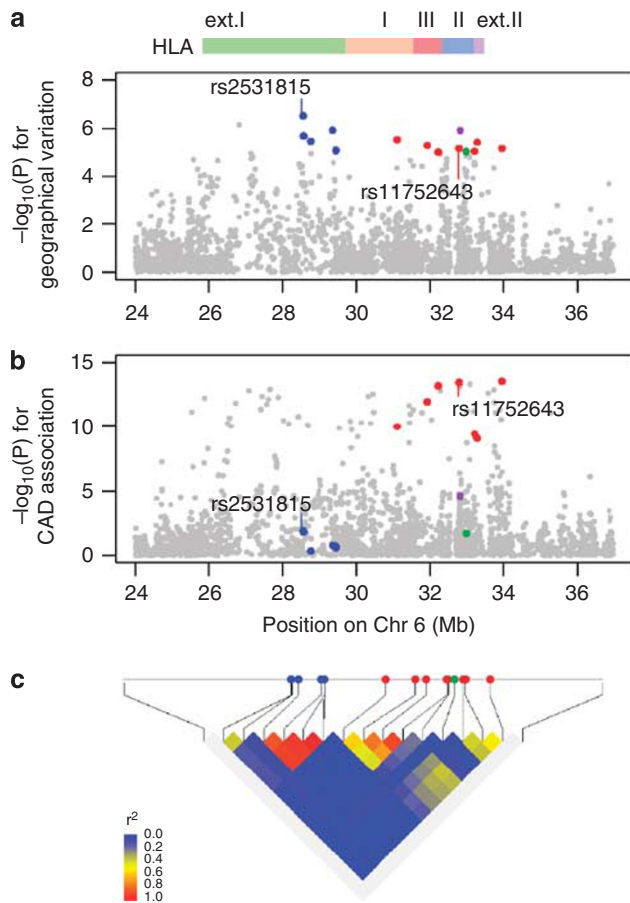 a
ext.I I III II ext.II
HLA
8
6
4
2
0
−log10(P) for
geographical variation
rs2531815
rs11752643
24 26 28 30 32 34 36
b
15
10
5
0
−log10(P) for
CAD association
rs11752643
rs2531815
24 26 28 30 32 34 36
Position on Chr 6 (Mb)
c
r²
0.0
0.2
0.4
0.6
0.8
1.0